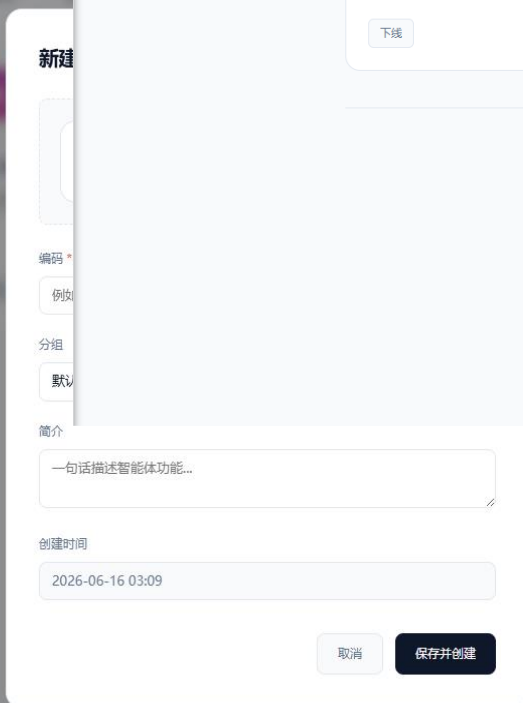 下线
新建
编码 *
例如
分组
默认
简介
一句话描述智能体功能...
创建时间
2026-06-16 03:09
取消
保存并创建